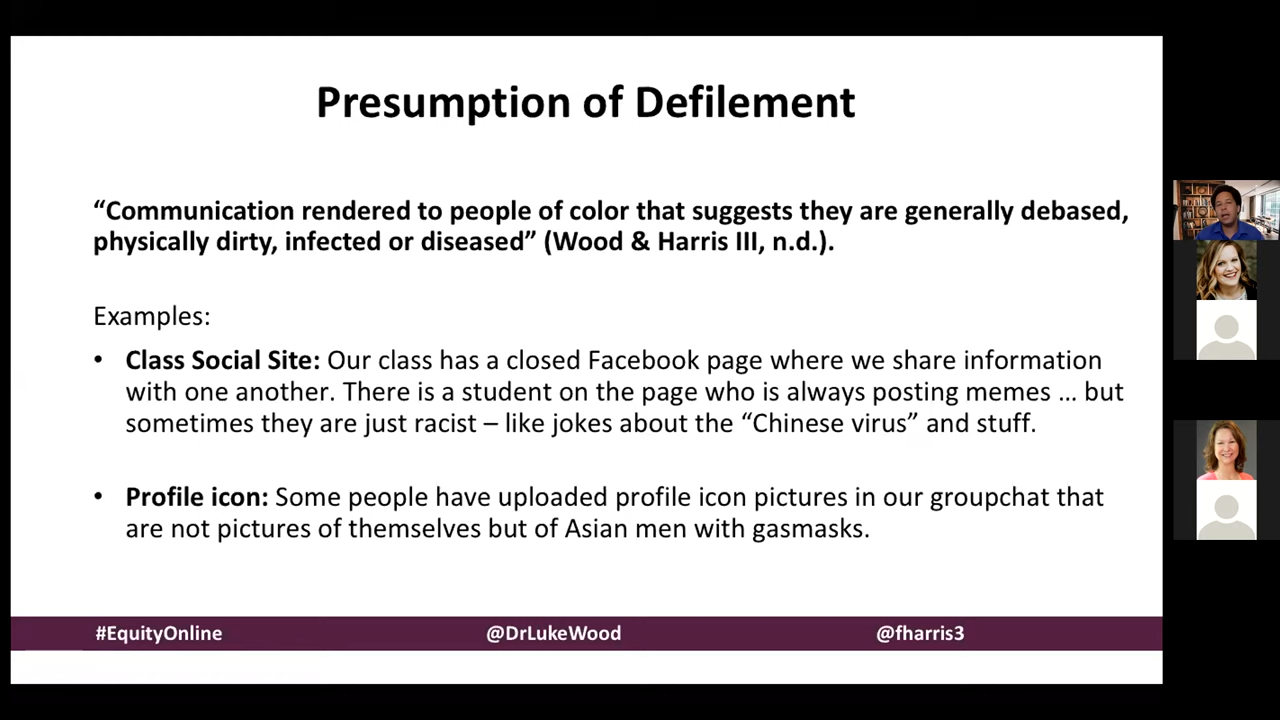 Presumption of Defilement
“Communication rendered to people of color that suggests they are generally debased,
physically dirty, infected or diseased” (Wood & Harris III, n.d.).
Examples:
• Class Social Site: Our class has a closed Facebook page where we share information
with one another. There is a student on the page who is always posting memes … but
sometimes they are just racist – like jokes about the “Chinese virus” and stuff.
• Profile icon: Some people have uploaded profile icon pictures in our groupchat that
are not pictures of themselves but of Asian men with gasmasks.
#EquityOnline @DrLukeWood @fharris3